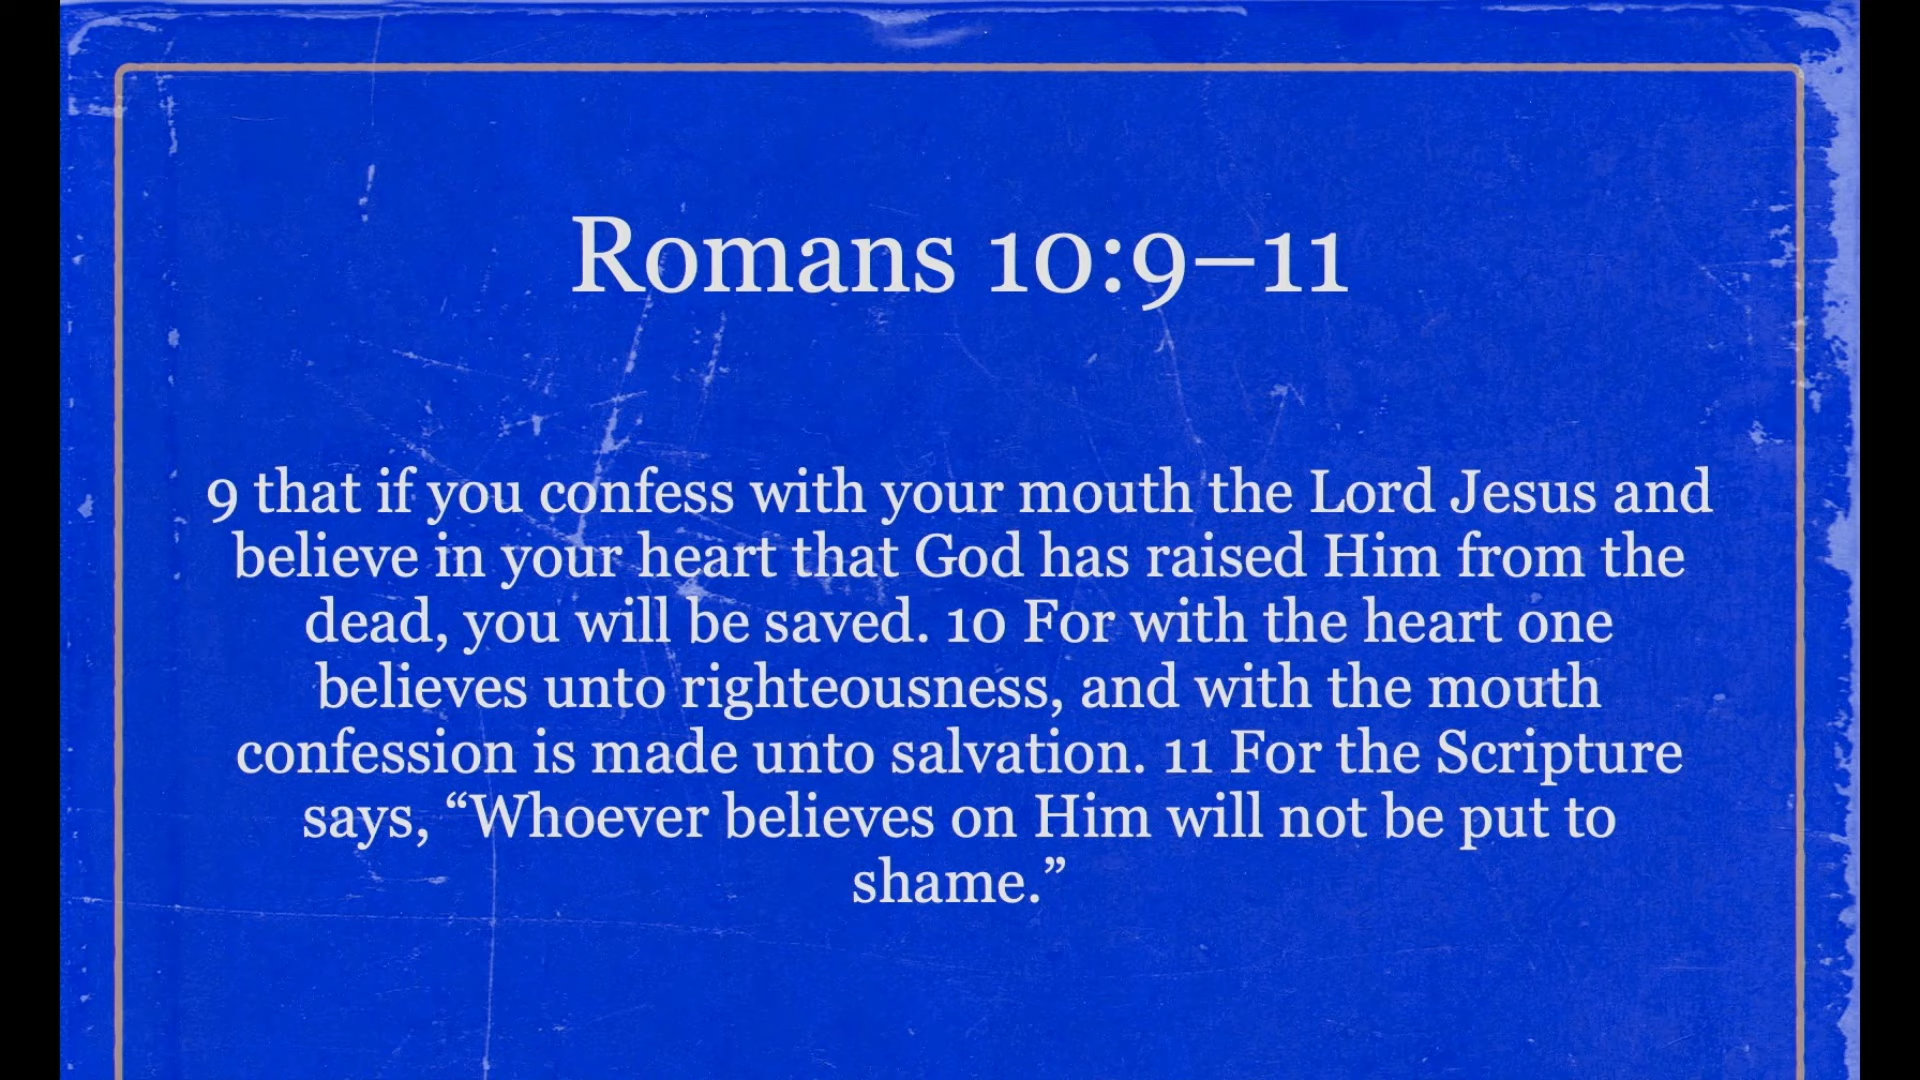 Romans 10:9–11
9 that if you confess with your mouth the Lord Jesus and
believe in your heart that God has raised Him from the
dead, you will be saved. 10 For with the heart one
believes unto righteousness, and with the mouth
confession is made unto salvation. 11 For the Scripture
says, “Whoever believes on Him will not be put to
shame.”